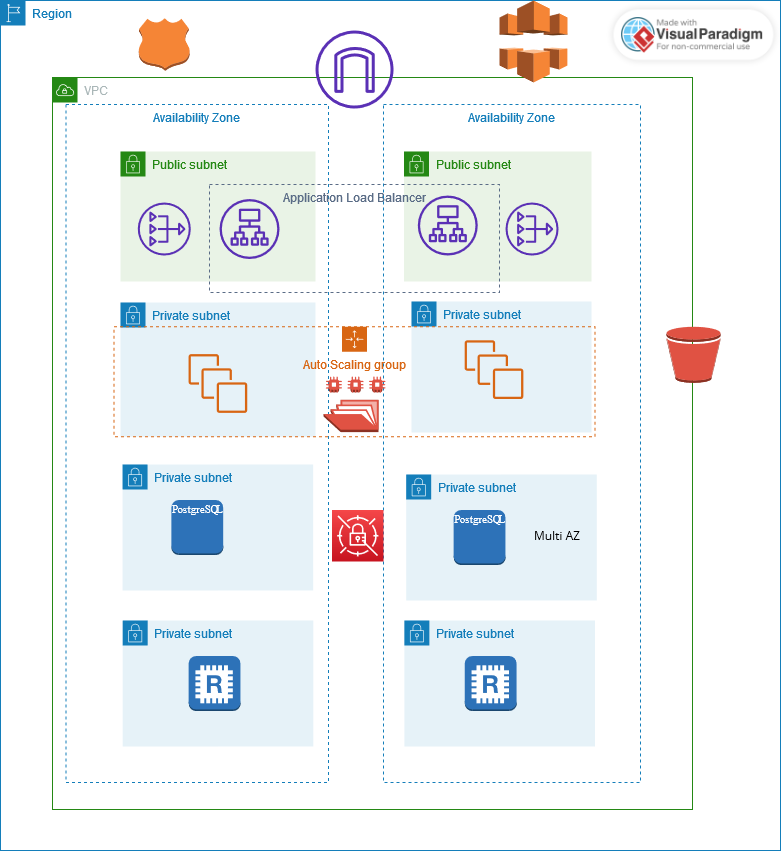 Region
Made with
VisualParadigm
For non-commercial use
VPC
Availability Zone
Availability Zone
Public subnet
Public subnet
Application Load Balancer
Private subnet
Private subnet
Auto Scaling group
Private subnet
Private subnet
PostgreSQL
PostgreSQL
Multi AZ
Private subnet
Private subnet
R
R